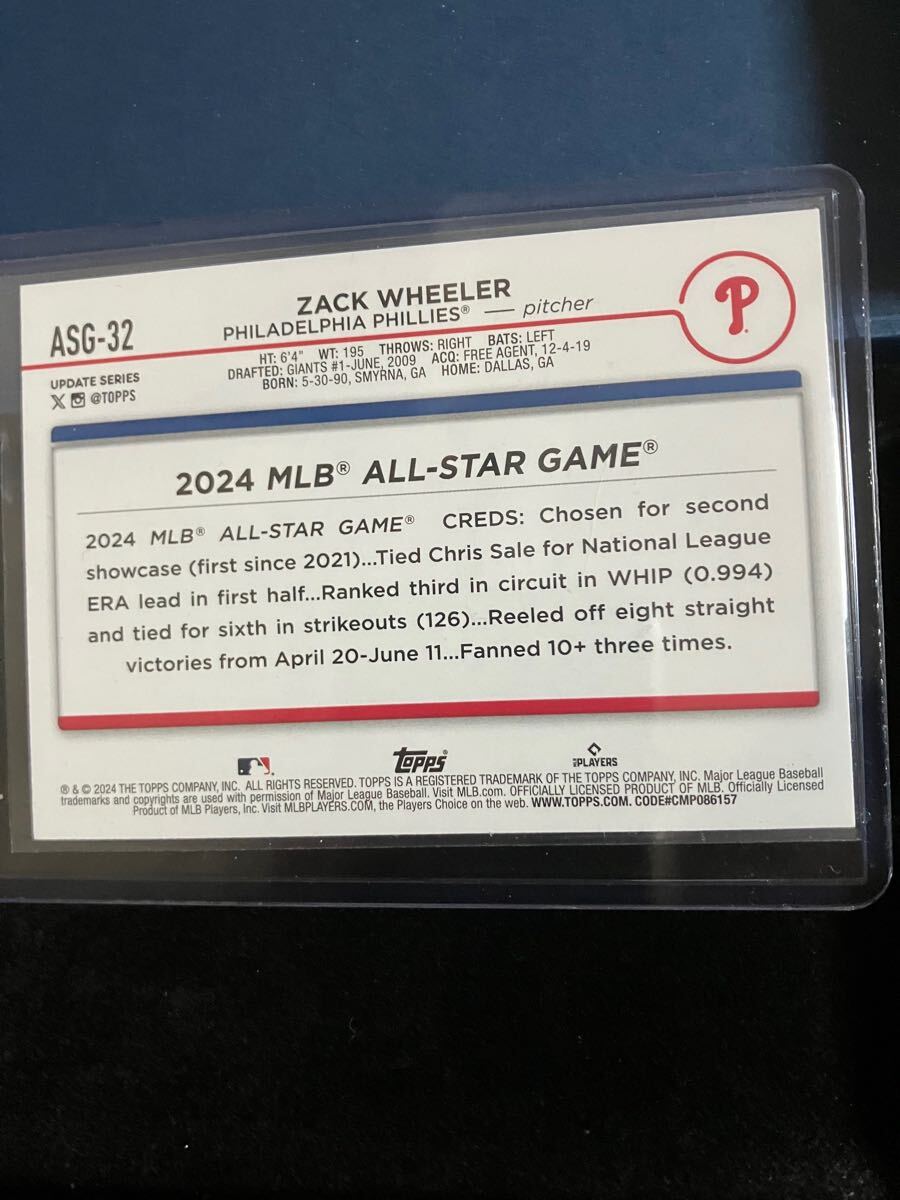 ASG-32
ZACK WHEELER
PHILADELPHIA PHILLIES® — pitcher
P
HT: 6'4" WT: 195 THROWS: RIGHT BATS: LEFT
DRAFTED: GIANTS #1-JUNE, 2009 ACQ: FREE AGENT, 12-4-19
BORN: 5-30-90, SMYRNA, GA HOME: DALLAS, GA
UPDATE SERIES
X @TOPPS
2024 MLB® ALL-STAR GAME®
2024 MLB® ALL-STAR GAME® CREDS: Chosen for second
showcase (first since 2021)...Tied Chris Sale for National League
ERA lead in first half...Ranked third in circuit in WHIP (0.994)
and tied for sixth in strikeouts (126)...Reeled off eight straight
victories from April 20-June 11...Fanned 10+ three times.
topps®
PLAYERS
® & © 2024 THE TOPPS COMPANY, INC. ALL RIGHTS RESERVED. TOPPS IS A REGISTERED TRADEMARK OF THE TOPPS COMPANY, INC. Major League Baseball
trademarks and copyrights are used with permission of Major League Baseball. Visit MLB.com. OFFICIALLY LICENSED PRODUCT OF MLB. Officially Licensed
Product of MLB Players, Inc. Visit MLBPLAYERS.COM, the Players Choice on the web. WWW.TOPPS.COM. CODE#CMP086157